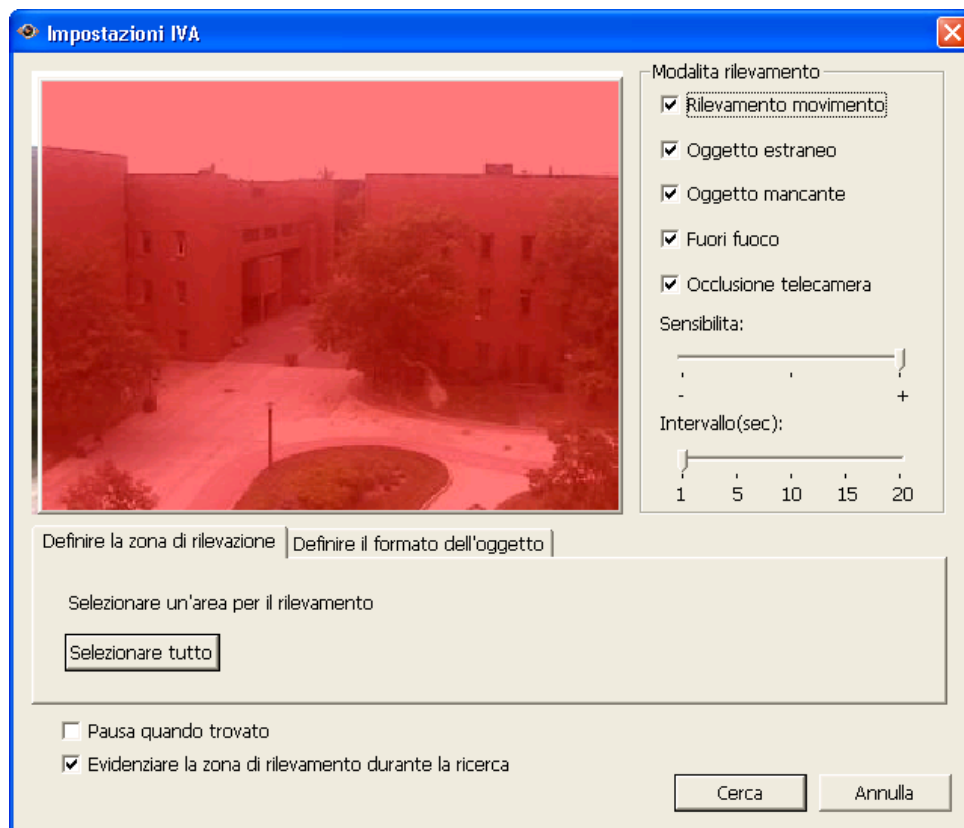 Impostazioni IVA
Modalita rilevamento
Rilevamento movimento
Oggetto estraneo
Oggetto mancante
Fuori fuoco
Occlusione telecamera
Sensibilita:
- +
Intervallo(sec):
1 5 10 15 20
Definire la zona di rilevazione Definire il formato dell'oggetto
Selezionare un'area per il rilevamento
Selezionare tutto
Pausa quando trovato
Evidenziare la zona di rilevamento durante la ricerca
Cerca Annulla